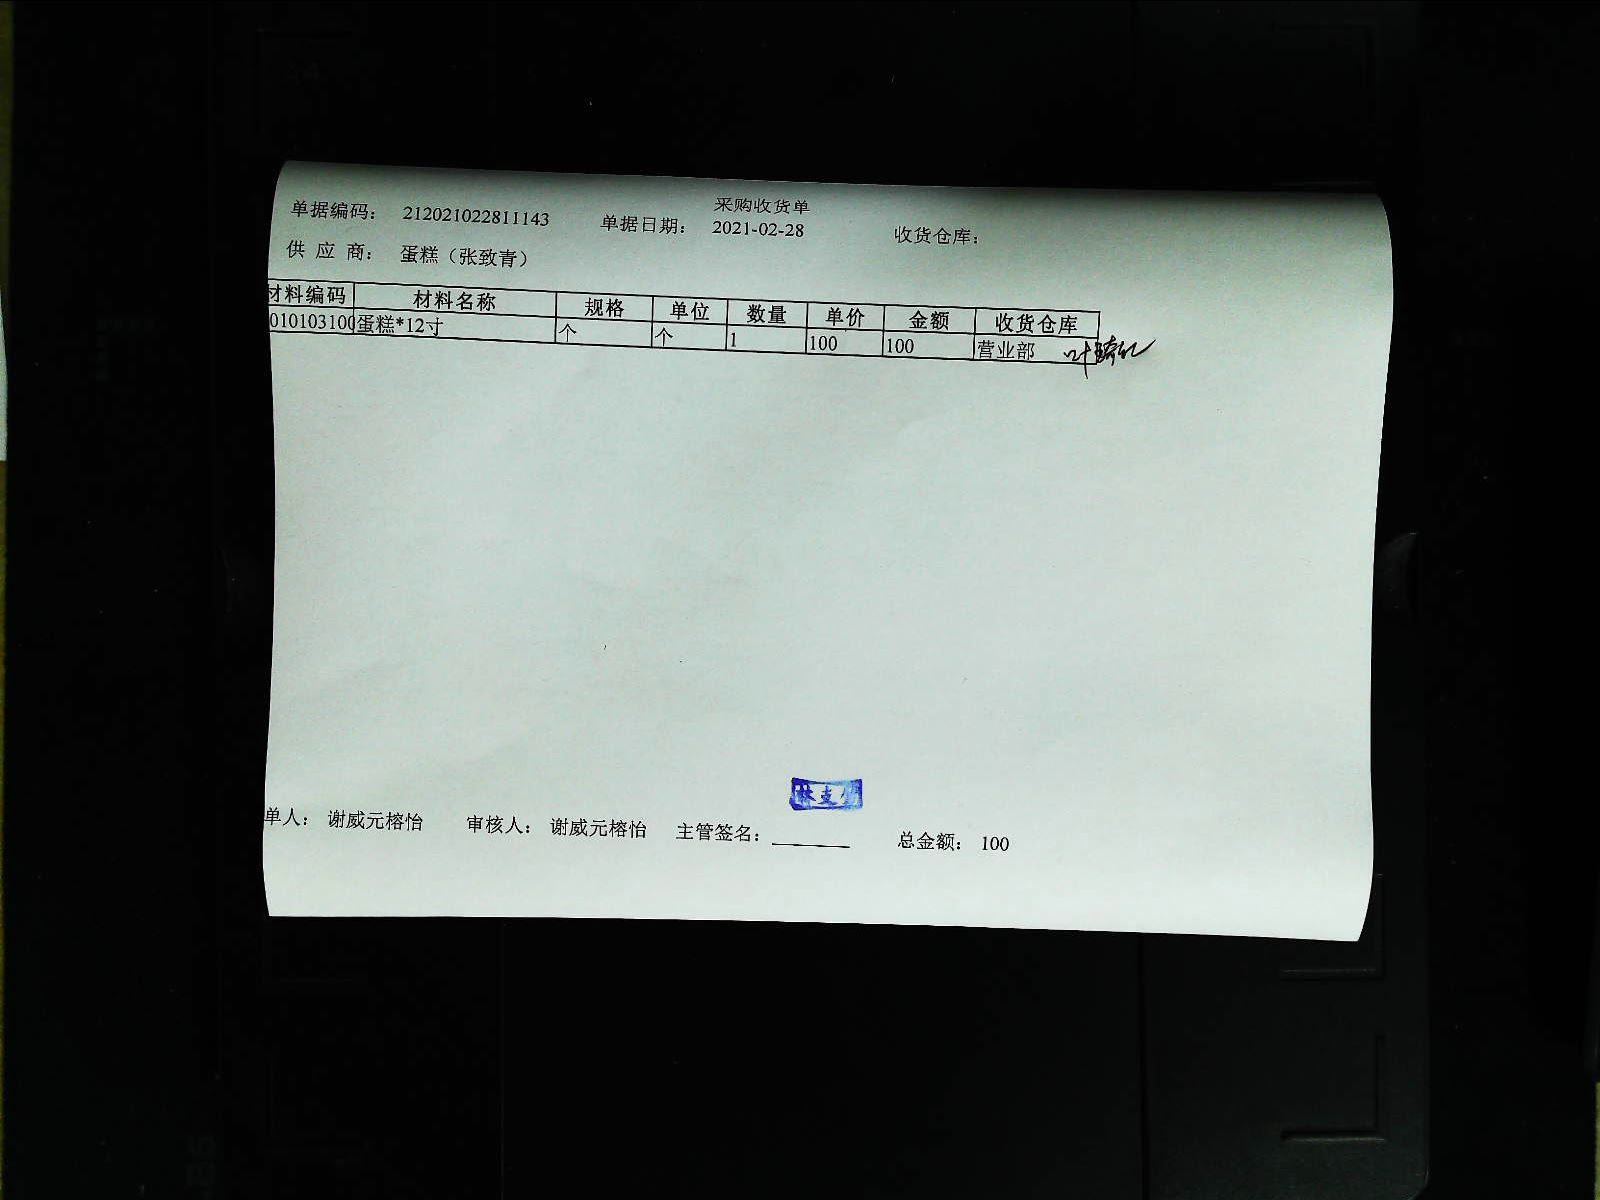 采购收货单
单据编码： 212021022811143 单据日期： 2021-02-28 收货仓库：
供 应 商： 蛋糕（张致青）
材料编码 材料名称 规格 单位 数量 单价 金额 收货仓库
010103100 蛋糕*12寸 个 个 1 100 100 营业部
单人： 谢威元榕怡 审核人： 谢威元榕怡 主管签名： 总金额： 100